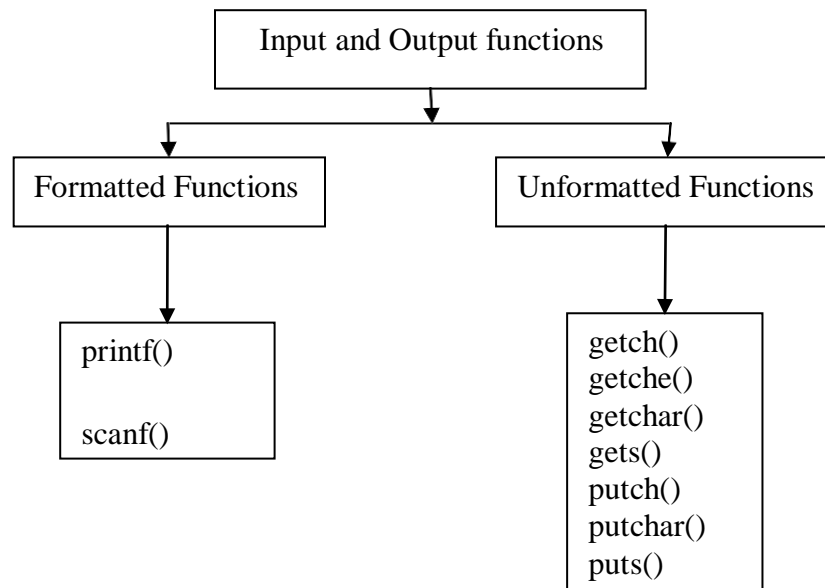 Input and Output functions
Formatted Functions
Unformatted Functions
printf()
scanf()
getch()
getche()
getchar()
gets()
putch()
putchar()
puts()